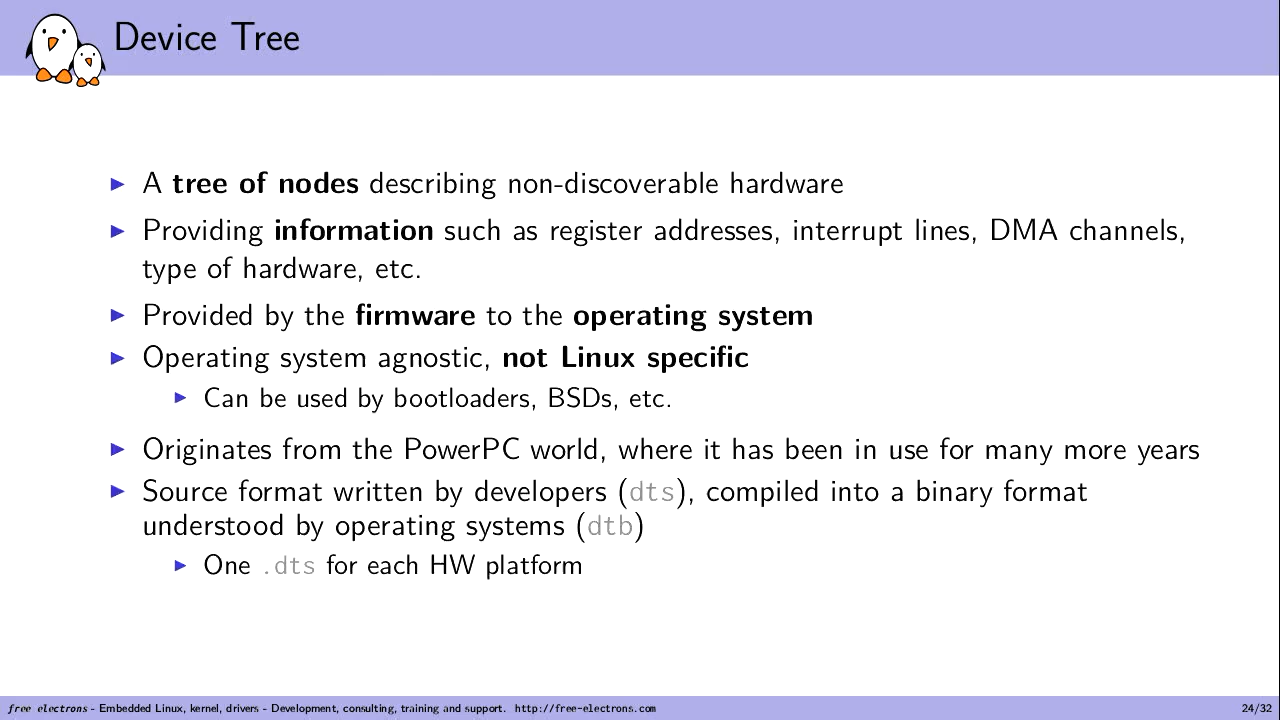 Device Tree
A tree of nodes describing non-discoverable hardware
Providing information such as register addresses, interrupt lines, DMA channels,
type of hardware, etc.
Provided by the firmware to the operating system
Operating system agnostic, not Linux specific
Can be used by bootloaders, BSDs, etc.
Originates from the PowerPC world, where it has been in use for many more years
Source format written by developers (dts), compiled into a binary format
understood by operating systems (dtb)
One .dts for each HW platform
free electrons - Embedded Linux, kernel, drivers - Development, consulting, training and support. http://free-electrons.com 24/32